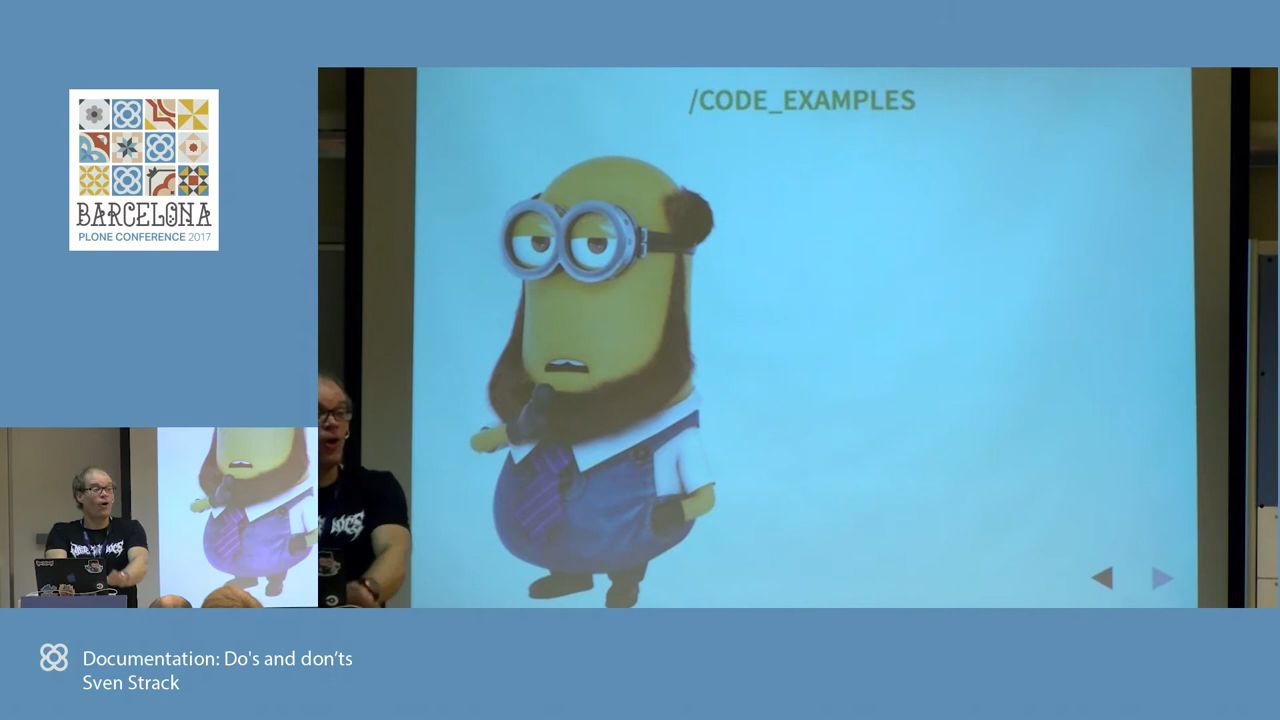 BARCELONA
PLONE CONFERENCE 2017
/CODE_EXAMPLES
Documentation: Do's and don’ts
Sven Strack